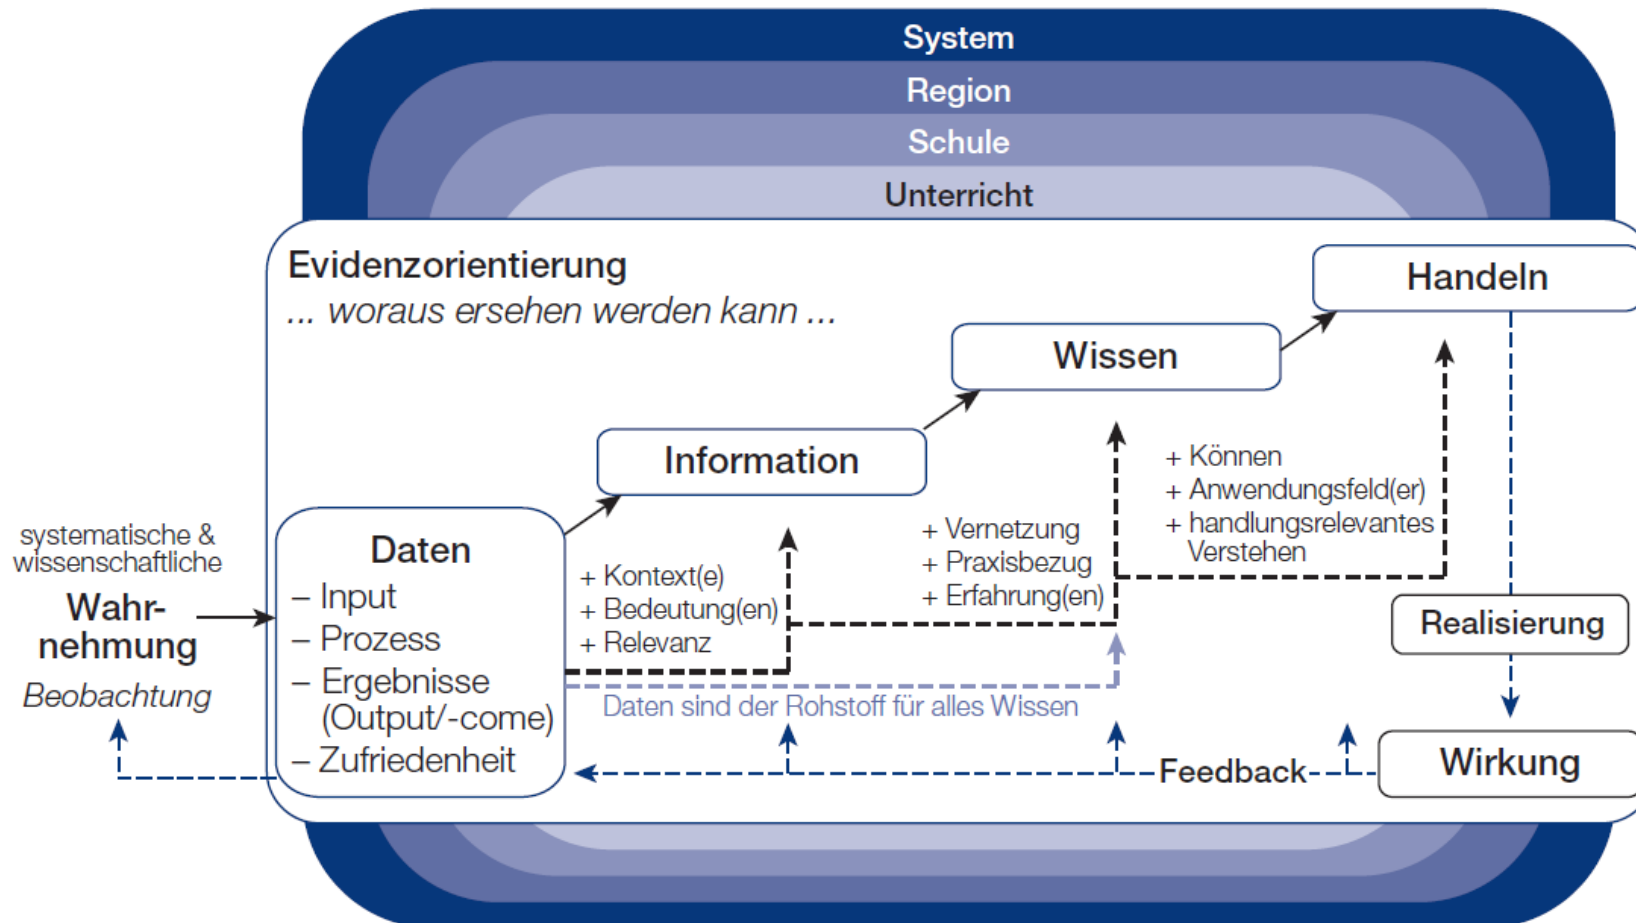 System
Region
Schule
Unterricht
Evidenzorientierung
... woraus ersehen werden kann ...
Handeln
Wissen
Information
+ Können
+ Anwendungsfeld(er)
+ handlungsrelevantes
Verstehen
+ Vernetzung
+ Praxisbezug
+ Erfahrung(en)
+ Kontext(e)
+ Bedeutung(en)
+ Relevanz
systematische &
wissenschaftliche
Wahr-
nehmung
Beobachtung
Daten
– Input
– Prozess
– Ergebnisse
(Output/-come)
– Zufriedenheit
Daten sind der Rohstoff für alles Wissen
Realisierung
Feedback
Wirkung